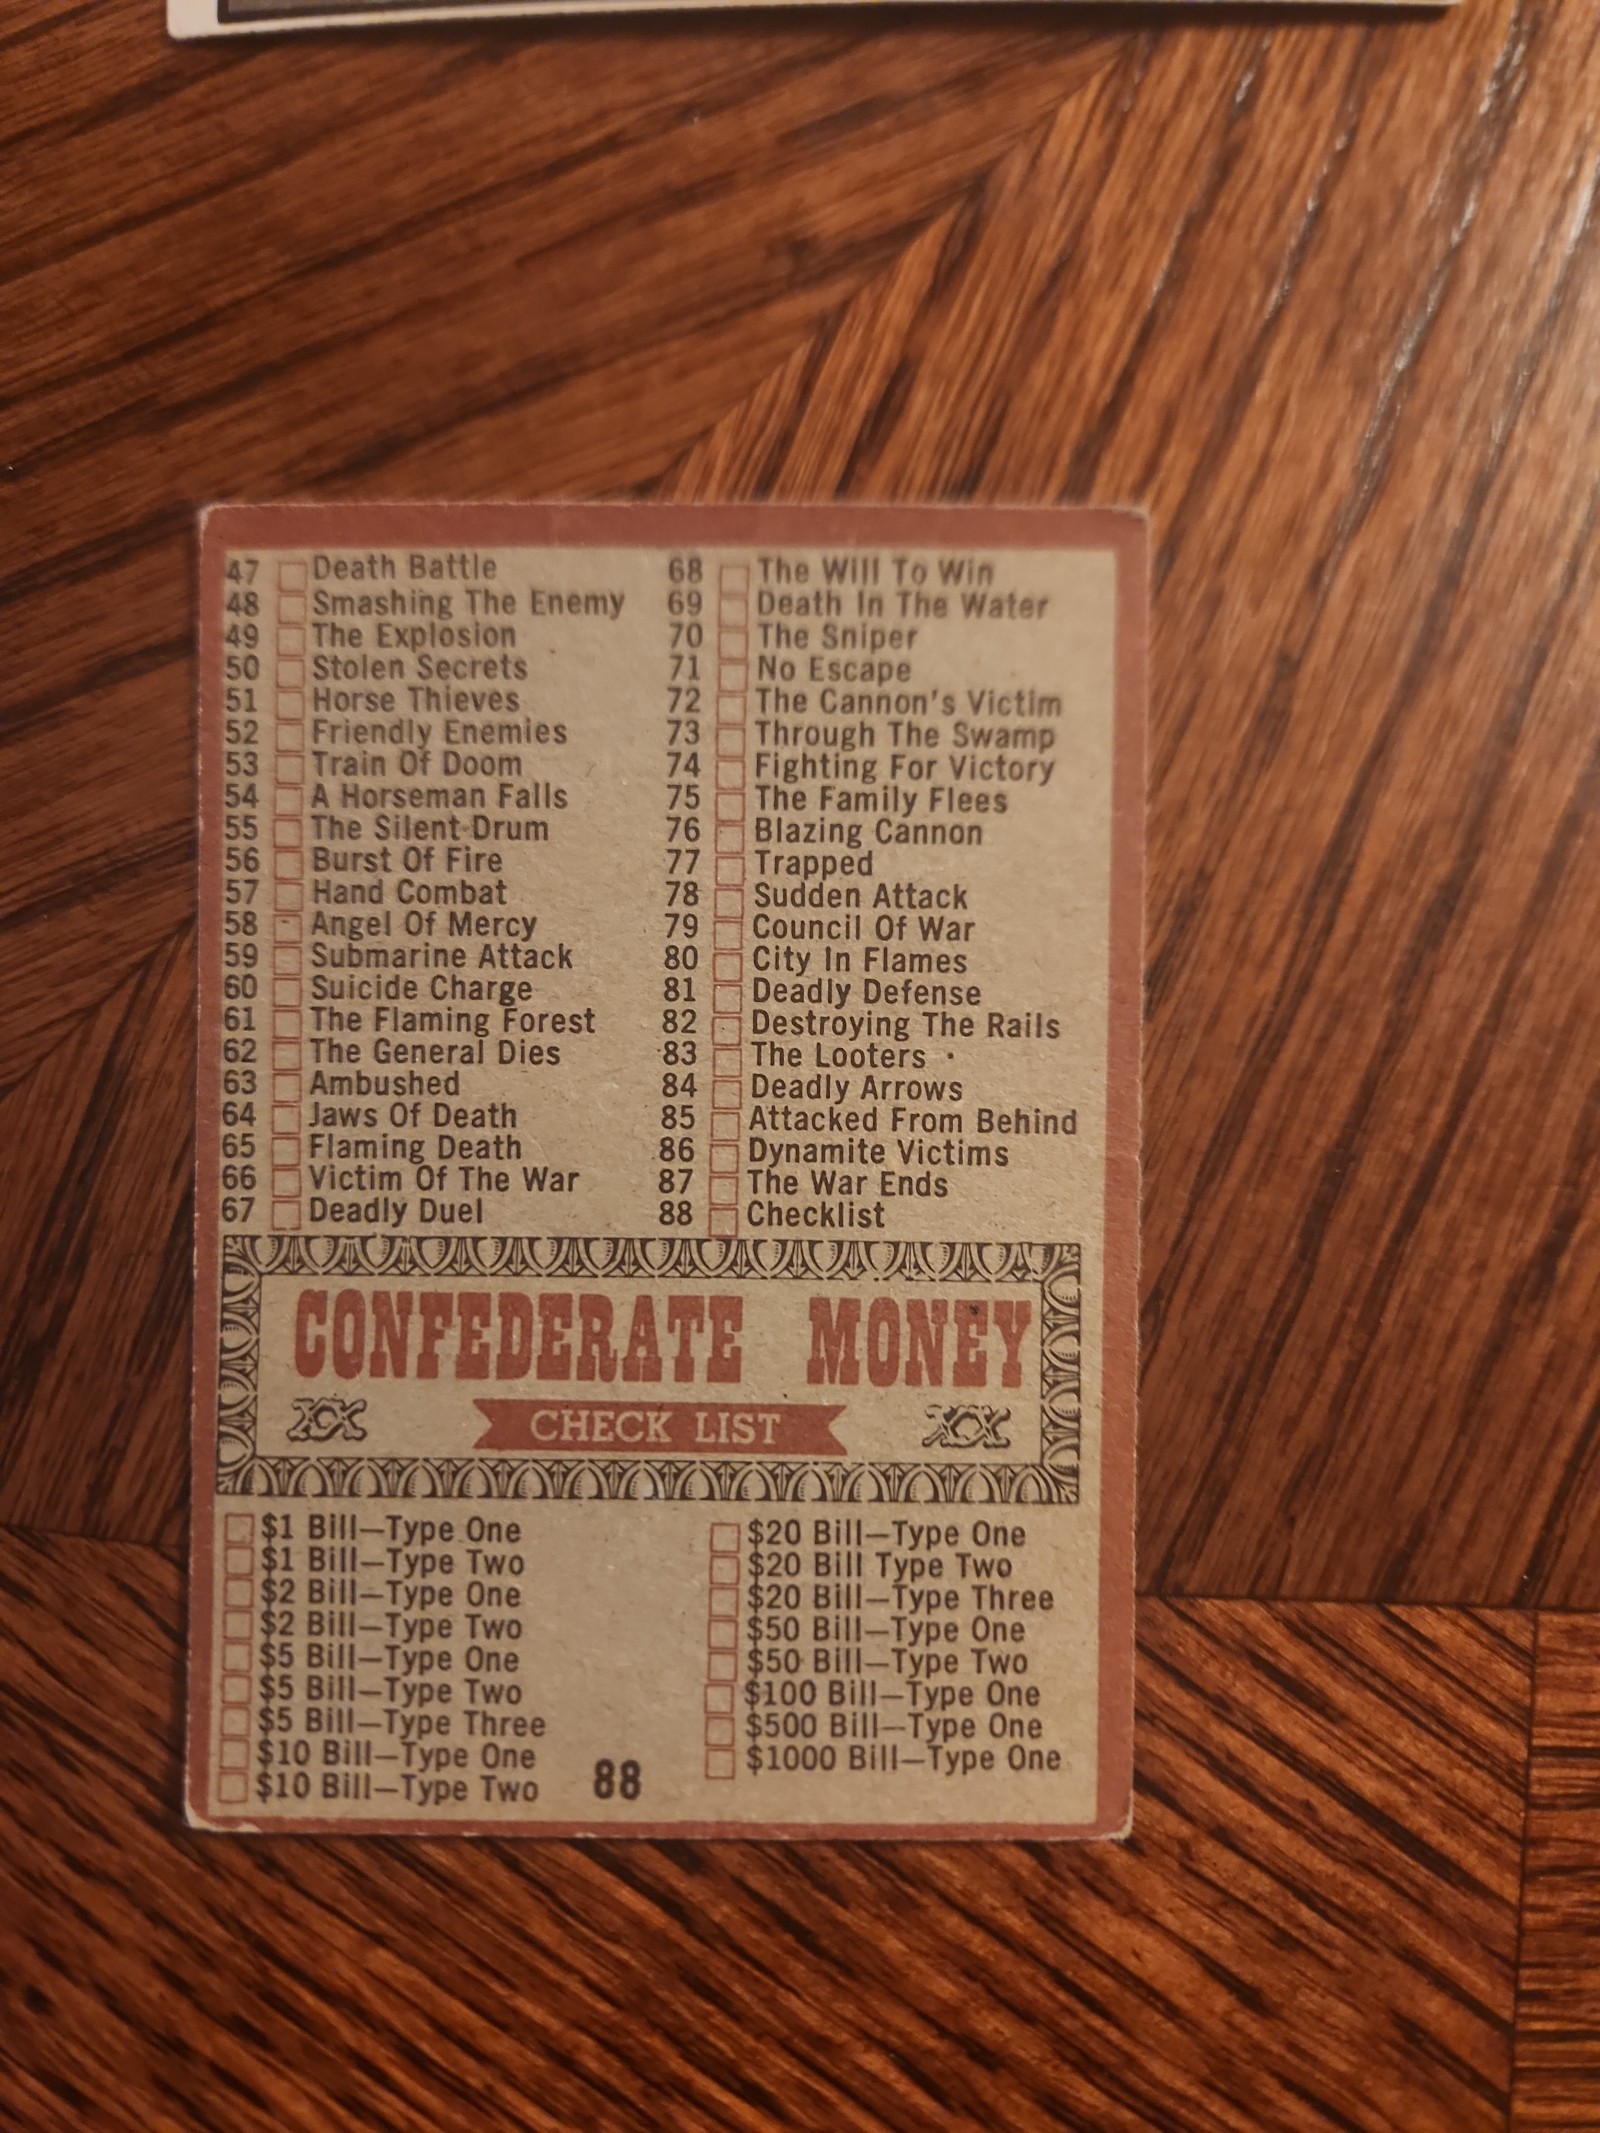 47 Death Battle
48 Smashing The Enemy
49 The Explosion
50 Stolen Secrets
51 Horse Thieves
52 Friendly Enemies
53 Train Of Doom
54 A Horseman Falls
55 The Silent Drum
56 Burst Of Fire
57 Hand Combat
58 Angel Of Mercy
59 Submarine Attack
60 Suicide Charge
61 The Flaming Forest
62 The General Dies
63 Ambushed
64 Jaws Of Death
65 Flaming Death
66 Victim Of The War
67 Deadly Duel
68 The Will To Win
69 Death In The Water
70 The Sniper
71 No Escape
72 The Cannon's Victim
73 Through The Swamp
74 Fighting For Victory
75 The Family Flees
76 Blazing Cannon
77 Trapped
78 Sudden Attack
79 Council Of War
80 City In Flames
81 Deadly Defense
82 Destroying The Rails
83 The Looters
84 Deadly Arrows
85 Attacked From Behind
86 Dynamite Victims
87 The War Ends
88 Checklist
CONFEDERATE MONEY
XX CHECK LIST XX
$1 Bill—Type One
$1 Bill—Type Two
$2 Bill—Type One
$2 Bill—Type Two
$5 Bill—Type One
$5 Bill—Type Two
$5 Bill—Type Three
$10 Bill—Type One
$10 Bill—Type Two
88
$20 Bill—Type One
$20 Bill Type Two
$20 Bill—Type Three
$50 Bill—Type One
$50 Bill—Type Two
$100 Bill—Type One
$500 Bill—Type One
$1000 Bill—Type One